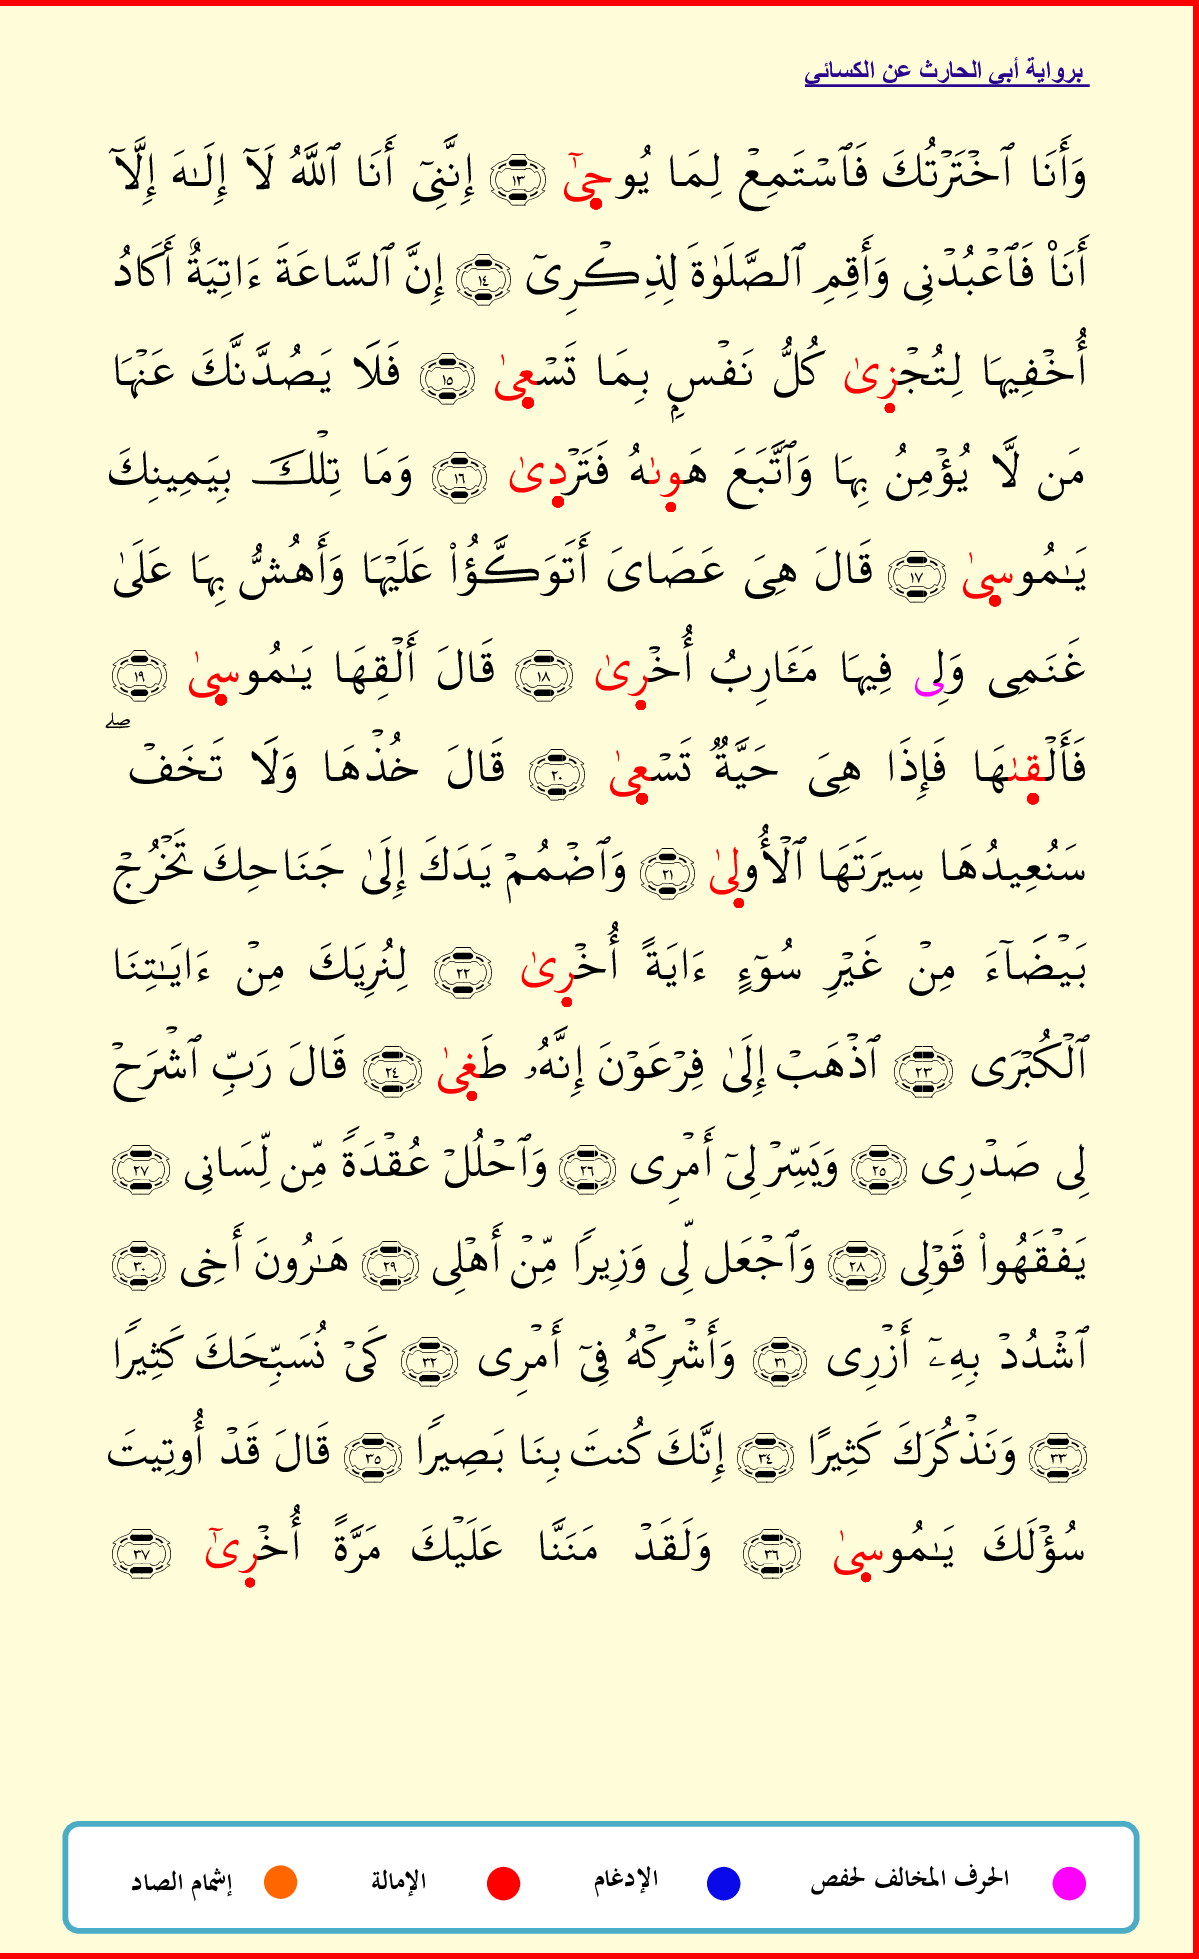 برواية أبي الحارث عن الكسائي
وَأَنَا ٱخۡتَرۡتُكَ فَٱسۡتَمِعۡ لِمَا يُوحِيٰٓ ١٣ إِنَّنِيٓ أَنَا ٱللَّهُ لَآ إِلَٰهَ إِلَّآ
أَنَا۠ فَٱعۡبُدۡنِي وَأَقِمِ ٱلصَّلَوٰةَ لِذِكۡرِيٓ ١٤ إِنَّ ٱلسَّاعَةَ ءَاتِيَةٌ أَكَادُ
أُخۡفِيهَا لِتُجۡزِيٰ كُلُّ نَفۡسِۭ بِمَا تَسۡعِيٰ ١٥ فَلَا يَصُدَّنَّكَ عَنۡهَا
مَن لَّا يُؤۡمِنُ بِهَا وَٱتَّبَعَ هَوِىٰهُ فَتَرۡدِيٰ ١٦ وَمَا تِلۡكَ بِيَمِينِكَ
يَٰمُوسِيٰ ١٧ قَالَ هِيَ عَصَايَ أَتَوَكَّؤُاْ عَلَيۡهَا وَأَهُشُّ بِهَا عَلَىٰ
غَنَمِي وَلِي فِيهَا مَـَٔارِبُ أُخۡرِيٰ ١٨ قَالَ أَلۡقِهَا يَٰمُوسِيٰ ١٩
فَأَلۡقِىٰهَا فَإِذَا هِيَ حَيَّةٌ تَسۡعِيٰ ٢٠ قَالَ خُذۡهَا وَلَا تَخَفۡۖ
سَنُعِيدُهَا سِيرَتَهَا ٱلۡأُولِيٰ ٢١ وَٱضۡمُمۡ يَدَكَ إِلَىٰ جَنَاحِكَ تَخۡرُجۡ
بَيۡضَآءَ مِنۡ غَيۡرِ سُوٓءٍ ءَايَةً أُخۡرِيٰ ٢٢ لِنُرِيَكَ مِنۡ ءَايَٰتِنَا
ٱلۡكُبۡرَى ٢٣ ٱذۡهَبۡ إِلَىٰ فِرۡعَوۡنَ إِنَّهُۥ طَغِيٰ ٢٤ قَالَ رَبِّ ٱشۡرَحۡ
لِي صَدۡرِي ٢٥ وَيَسِّرۡ لِيٓ أَمۡرِي ٢٦ وَٱحۡلُلۡ عُقۡدَةً مِّن لِّسَانِي ٢٧
يَفۡقَهُواْ قَوۡلِي ٢٨ وَٱجۡعَل لِّي وَزِيرًا مِّنۡ أَهۡلِي ٢٩ هَٰرُونَ أَخِي ٣٠
ٱشۡدُدۡ بِهِۦٓ أَزۡرِي ٣١ وَأَشۡرِكۡهُ فِيٓ أَمۡرِي ٣٢ كَيۡ نُسَبِّحَكَ كَثِيرًا
٣٣ وَنَذۡكُرَكَ كَثِيرًا ٣٤ إِنَّكَ كُنتَ بِنَا بَصِيرًا ٣٥ قَالَ قَدۡ أُوتِيتَ
سُؤۡلَكَ يَٰمُوسِيٰ ٣٦ وَلَقَدۡ مَنَنَّا عَلَيۡكَ مَرَّةً أُخۡرِيٰٓ ٣٧
الحرف المخالف لحفص الإدغام الإمالة إشمام الصاد